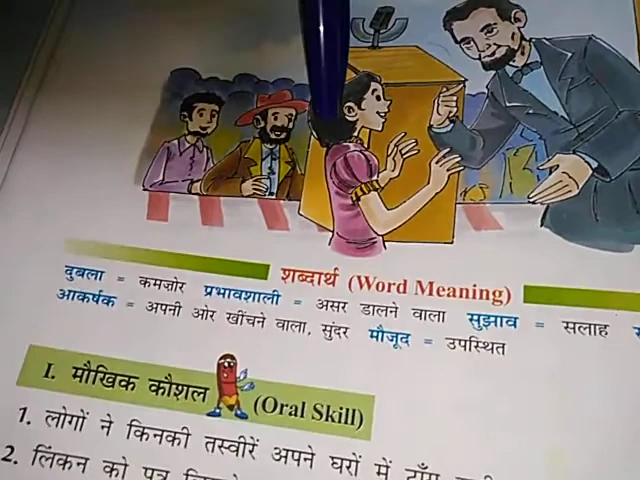 शब्दार्थ (Word Meaning)
दुबला = कमज़ोर प्रभावशाली = असर डालने वाला सुझाव = सलाह
आकर्षक = अपनी ओर खींचने वाला, सुंदर मौजूद = उपस्थित
I. मौखिक कौशल (Oral Skill)
1. लोगों ने किनकी तस्वीरें अपने घरों में टाँग
2. लिंकन को पत्र